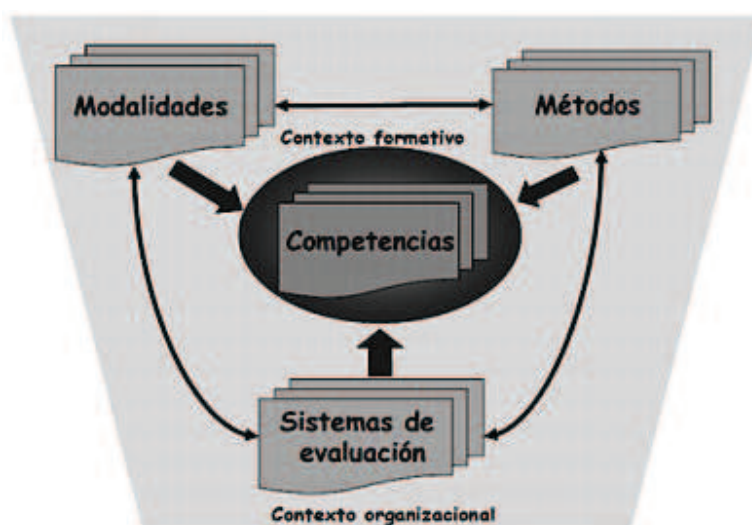 Modalidades
Métodos
Contexto formativo
Competencias
Sistemas de
evaluación
Contexto organizacional